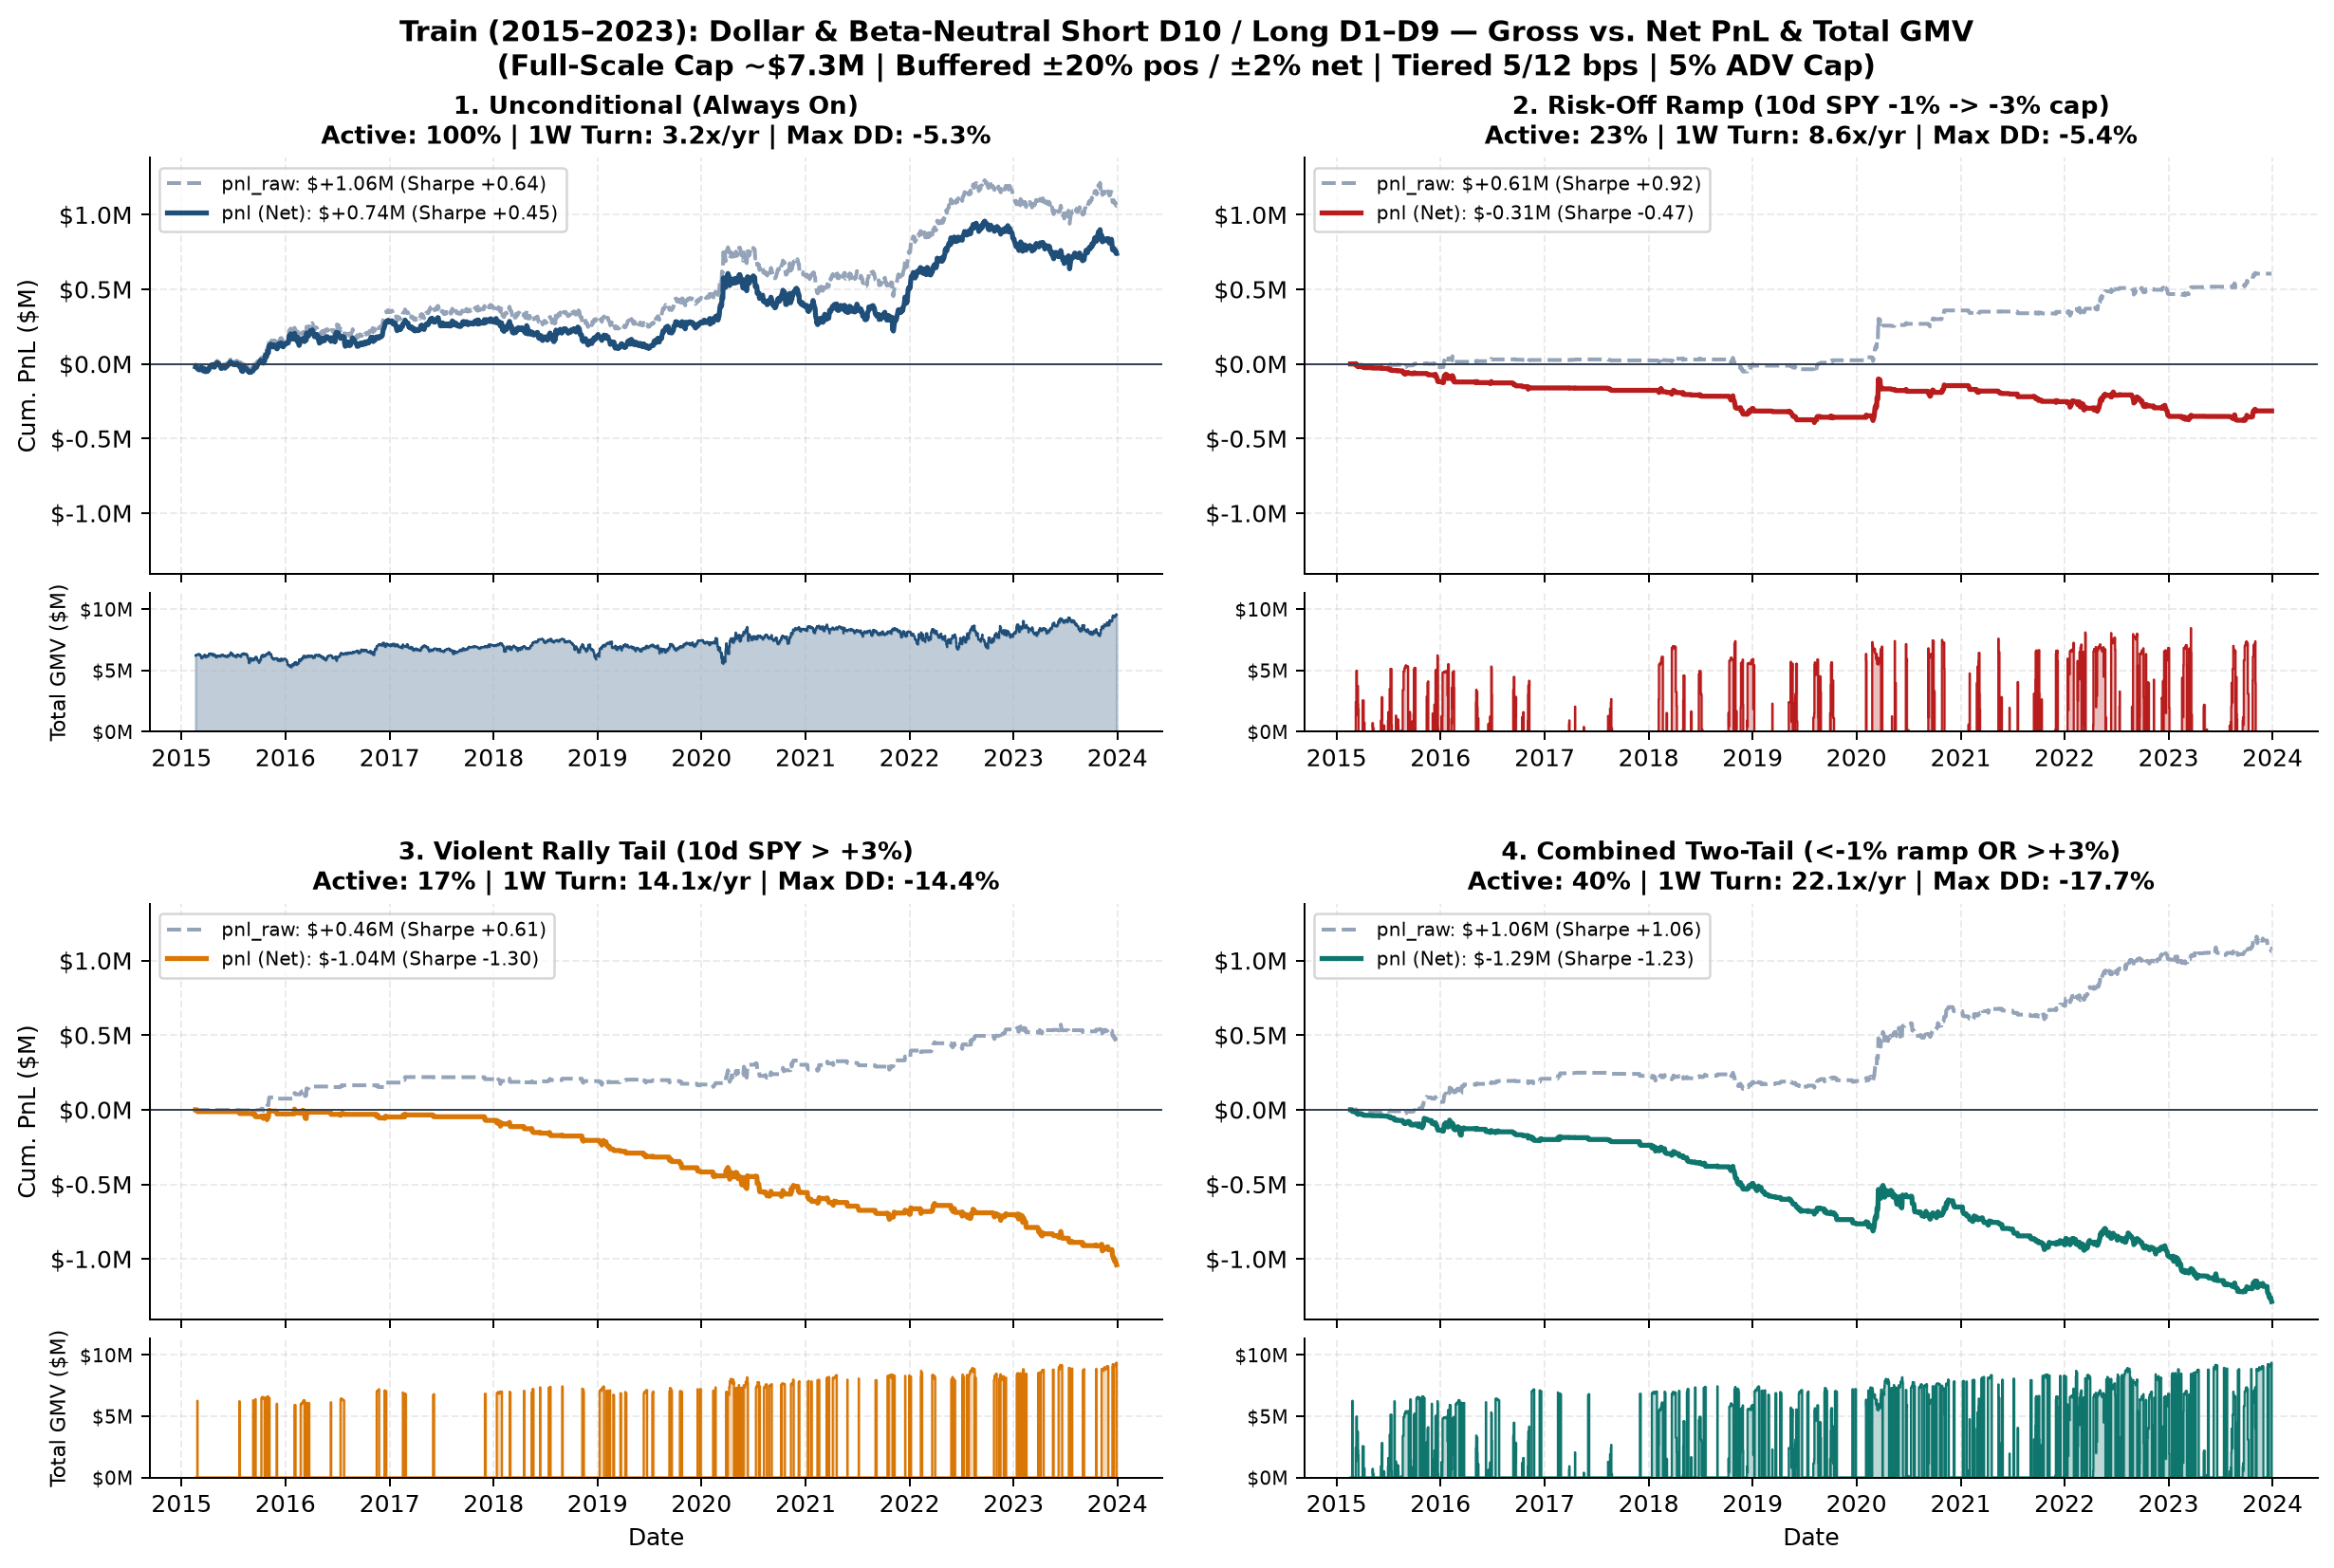 Train (2015–2023): Dollar & Beta-Neutral Short D10 / Long D1–D9 — Gross vs. Net PnL & Total GMV
(Full-Scale Cap ~$7.3M | Buffered ±20% pos / ±2% net | Tiered 5/12 bps | 5% ADV Cap)
1. Unconditional (Always On)
Active: 100% | 1W Turn: 3.2x/yr | Max DD: -5.3%
pnl_raw: $+1.06M (Sharpe +0.64)
pnl (Net): $+0.74M (Sharpe +0.45)
Cum. PnL ($M)
$1.0M
$0.5M
$0.0M
$-0.5M
$-1.0M
Total GMV ($M)
$10M
$5M
$0M
2015 2016 2017 2018 2019 2020 2021 2022 2023 2024
2. Risk-Off Ramp (10d SPY -1% -> -3% cap)
Active: 23% | 1W Turn: 8.6x/yr | Max DD: -5.4%
pnl_raw: $+0.61M (Sharpe +0.92)
pnl (Net): $-0.31M (Sharpe -0.47)
$1.0M
$0.5M
$0.0M
$-0.5M
$-1.0M
$10M
$5M
$0M
2015 2016 2017 2018 2019 2020 2021 2022 2023 2024
3. Violent Rally Tail (10d SPY > +3%)
Active: 17% | 1W Turn: 14.1x/yr | Max DD: -14.4%
pnl_raw: $+0.46M (Sharpe +0.61)
pnl (Net): $-1.04M (Sharpe -1.30)
Cum. PnL ($M)
$1.0M
$0.5M
$0.0M
$-0.5M
$-1.0M
Total GMV ($M)
$10M
$5M
$0M
2015 2016 2017 2018 2019 2020 2021 2022 2023 2024
Date
4. Combined Two-Tail (<-1% ramp OR >+3%)
Active: 40% | 1W Turn: 22.1x/yr | Max DD: -17.7%
pnl_raw: $+1.06M (Sharpe +1.06)
pnl (Net): $-1.29M (Sharpe -1.23)
$1.0M
$0.5M
$0.0M
$-0.5M
$-1.0M
$10M
$5M
$0M
2015 2016 2017 2018 2019 2020 2021 2022 2023 2024
Date